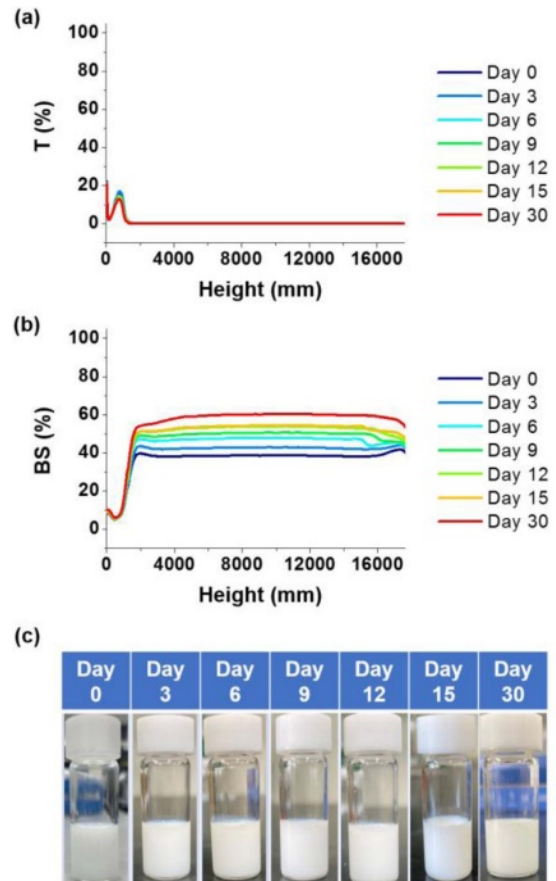 (a)
100
80
60
40
20
0
T (%)
0 4000 8000 12000 16000
Height (mm)
Day 0
Day 3
Day 6
Day 9
Day 12
Day 15
Day 30
(b)
100
80
60
40
20
0
BS (%)
0 4000 8000 12000 16000
Height (mm)
Day 0
Day 3
Day 6
Day 9
Day 12
Day 15
Day 30
(c)
Day Day Day Day Day Day Day
0 3 6 9 12 15 30